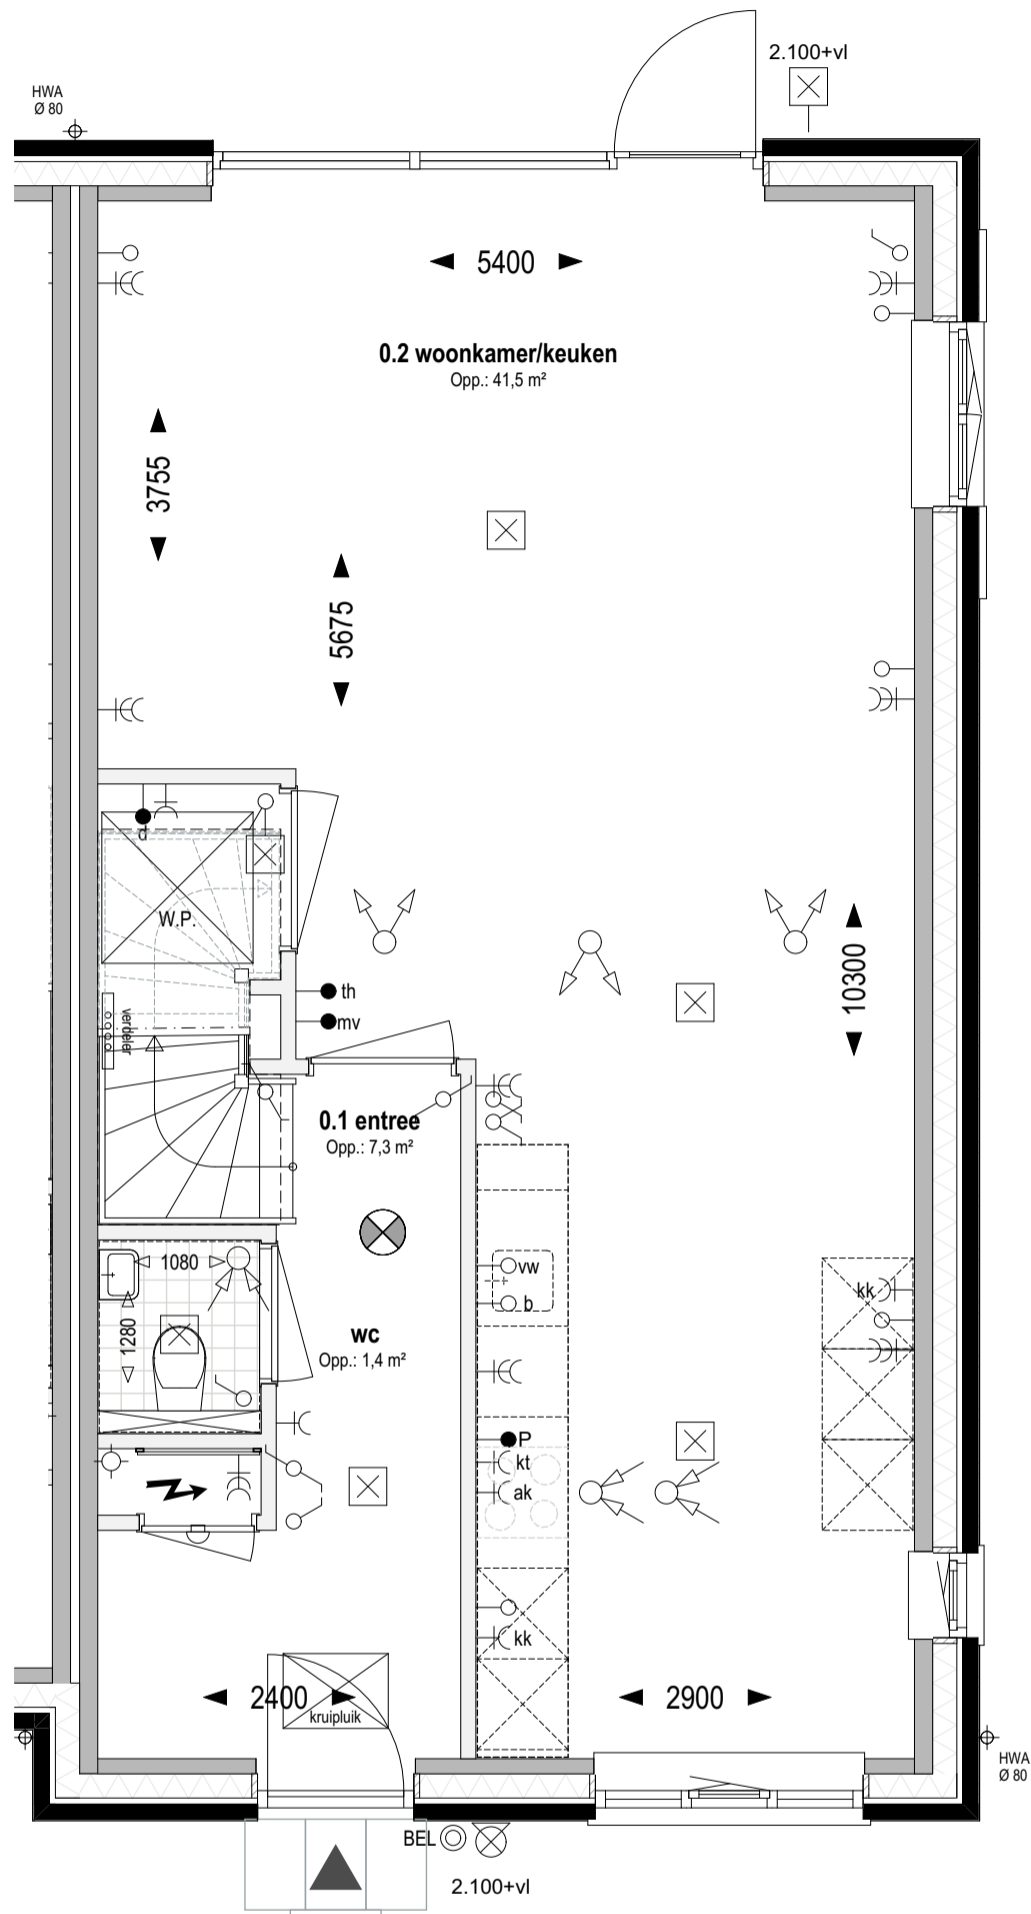 2.100+vl
HWA
Ø 80
5400
0.2 woonkamer/keuken
Opp.: 41,5 m²
3755
5675
d
W.P.
th
mv
verdeler
10300
0.1 entree
Opp.: 7,3 m²
1080
vw
b
kk
1280
wc
Opp.: 1,4 m²
P
kt
ak
kk
2400
kruipluik
2900
HWA
Ø 80
BEL
2.100+vl